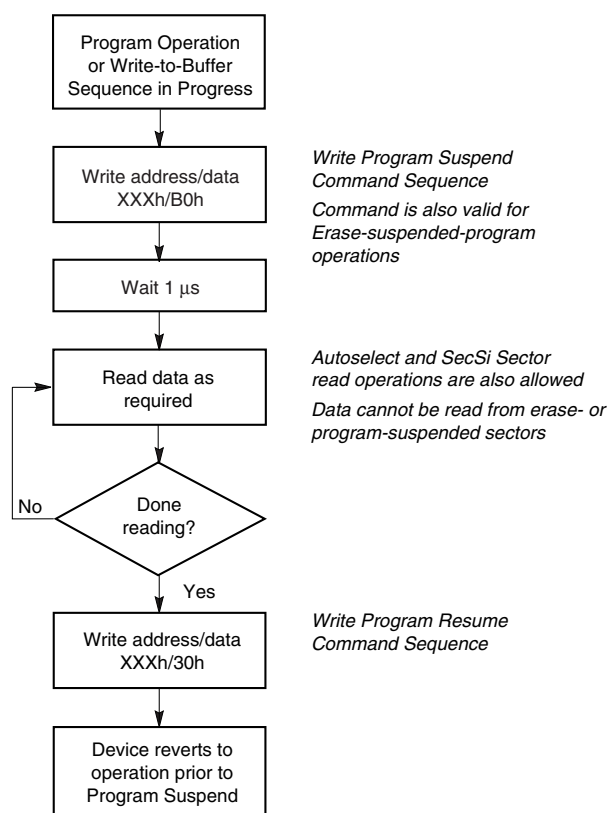 Program Operation
or Write-to-Buffer
Sequence in Progress
Write address/data
XXXh/B0h
Write Program Suspend
Command Sequence
Command is also valid for
Erase-suspended-program
operations
Wait 1 μs
Read data as
required
Autoselect and SecSi Sector
read operations are also allowed
Data cannot be read from erase- or
program-suspended sectors
No
Done
reading?
Yes
Write address/data
XXXh/30h
Write Program Resume
Command Sequence
Device reverts to
operation prior to
Program Suspend